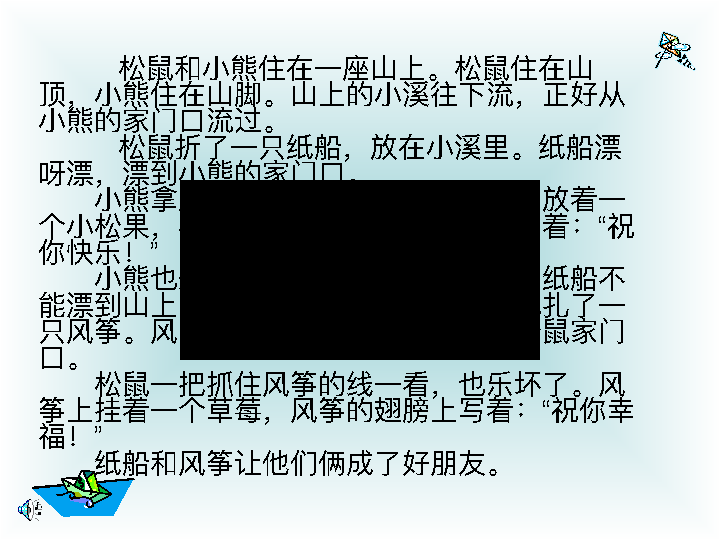 松鼠和小熊住在一座山上。松鼠住在山
顶，小熊住在山脚。山上的小溪往下流，正好从
小熊的家门口流过。
松鼠折了一只纸船，放在小溪里。纸船漂
呀漂，漂到小熊的家门口。
小熊拿 放着一
个小松果， 着：“祝
你快乐！”
小熊也 纸船不
能漂到山上 扎了一
只风筝。风 鼠家门
口。
松鼠一把抓住风筝的线一看，也乐坏了。风
筝上挂着一个草莓，风筝的翅膀上写着：“祝你幸
福！”
纸船和风筝让他们俩成了好朋友。